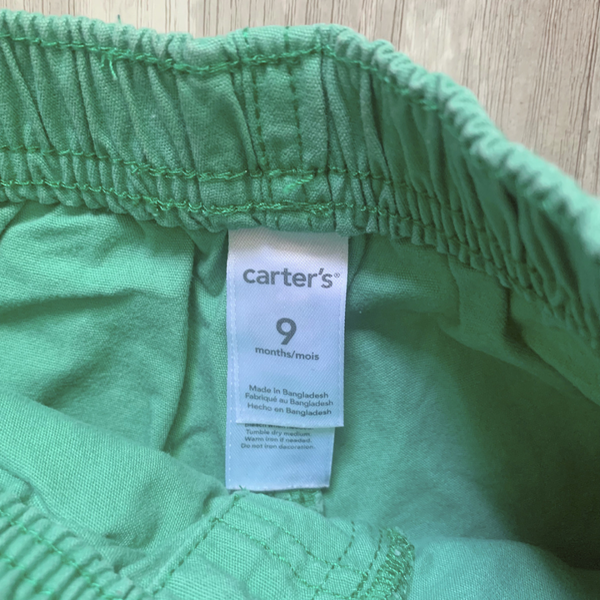 carter's®
9
months/mois
Made in Bangladesh
Fabriqué au Bangladesh
Hecho en Bangladesh
Tumble dry medium.
Warm iron if needed.
Do not iron decoration.